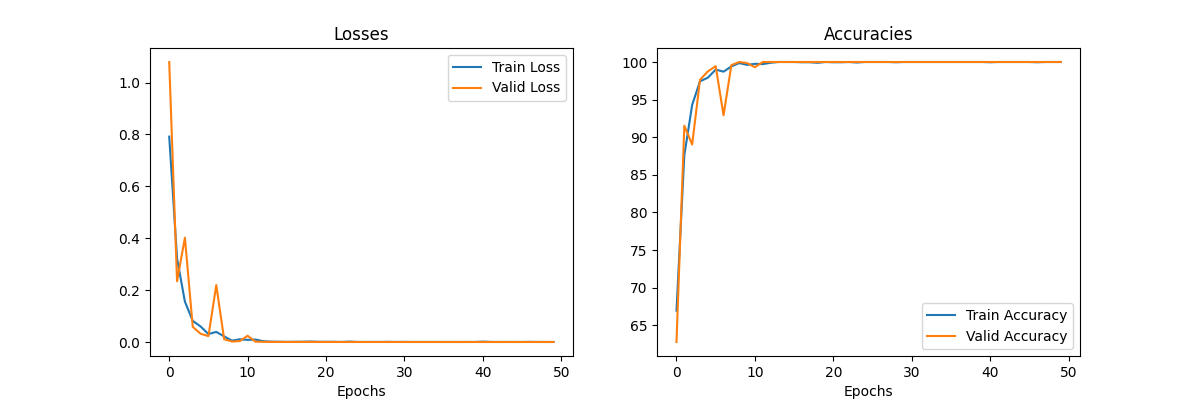 Losses
1.0
0.8
0.6
0.4
0.2
0.0
0 10 20 30 40 50
Epochs
Train Loss
Valid Loss
Accuracies
100
95
90
85
80
75
70
65
0 10 20 30 40 50
Epochs
Train Accuracy
Valid Accuracy